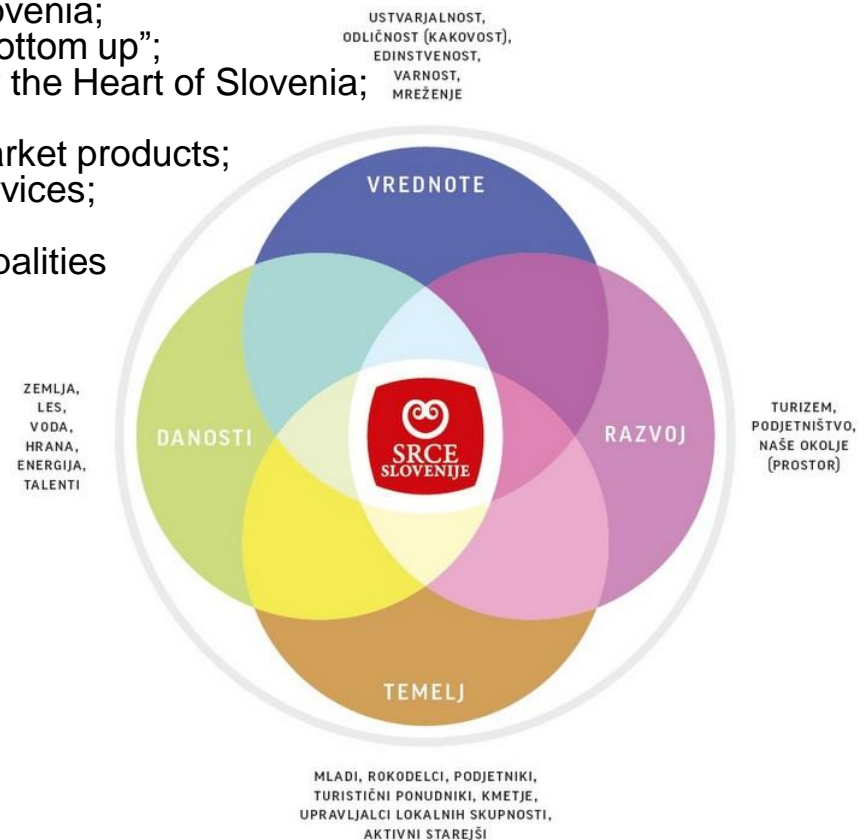 ovenia;
ottom up”;
the Heart of Slovenia;
arket products;
vices;
alities
USTVARJALNOST,
ODLIČNOST (KAKOVOST),
EDINSTVENOST,
VARNOST,
MREŽENJE
VREDNOTE
ZEMLJA,
LES,
VODA,
HRANA,
ENERGIJA,
TALENTI
DANOSTI
SRCE
SLOVENIJE
RAZVOJ
TURIZEM,
PODJETNIŠTVO,
NAŠE OKOLJE
(PROSTOR)
TEMELJ
MLADI, ROKODELCI, PODJETNIKI,
TURISTIČNI PONUDNIKI, KMETJE,
UPRAVLJALCI LOKALNIH SKUPNOSTI,
AKTIVNI STAREJŠI